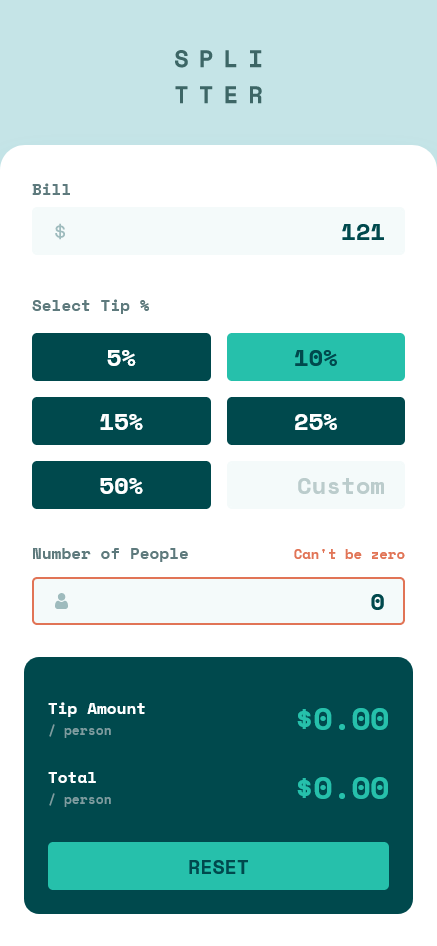 SPLI
TTER
Bill
$ 121
Select Tip %
5% 10%
15% 25%
50% Custom
Number of People Can't be zero
0
Tip Amount
/ person
$0.00
Total
/ person
$0.00
RESET